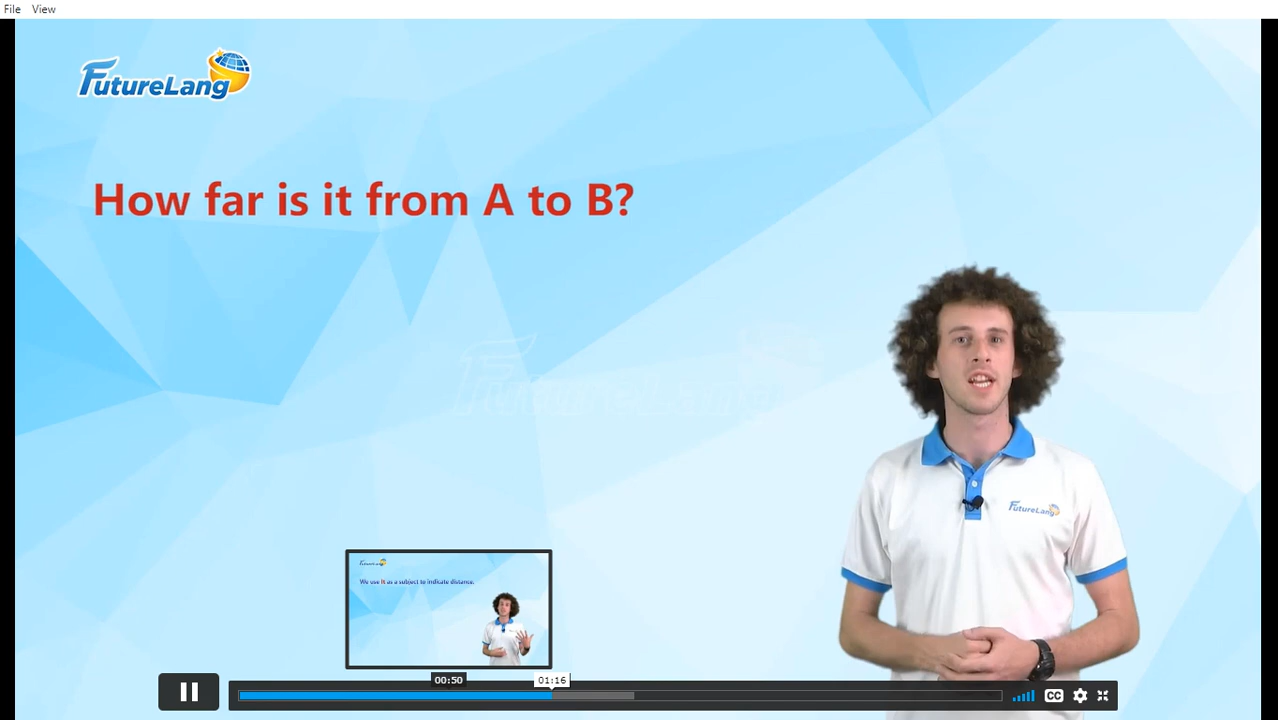 File View
FutureLang
How far is it from A to B?
FutureLang
FutureLang
FutureLang
We use It as a subject to indicate distance.
00:50
01:16
CC